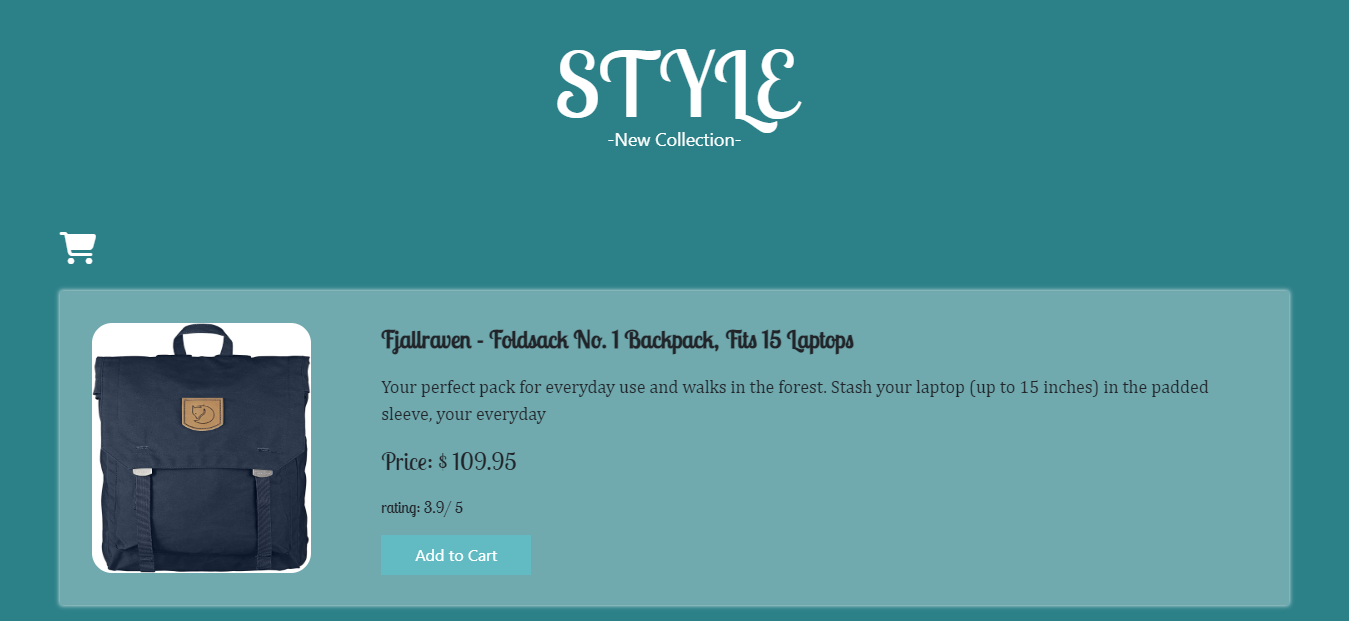 STYLE
-New Collection-
Fjallraven - Foldsack No. 1 Backpack, Fits 15 Laptops
Your perfect pack for everyday use and walks in the forest. Stash your laptop (up to 15 inches) in the padded
sleeve, your everyday
Price: $ 109.95
rating: 3.9/ 5
Add to Cart